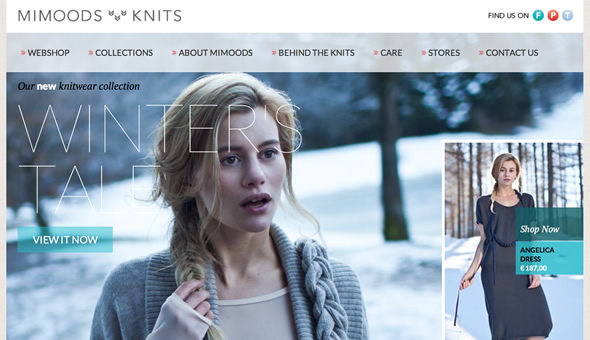 MIMOODS KNITS
FIND US ON F P T
» WEBSHOP » COLLECTIONS » ABOUT MIMOODS » BEHIND THE KNITS » CARE » STORES » CONTACT US
Our new knitwear collection
WINTER'S
TALE
VIEW IT NOW
Shop Now
ANGELICA
DRESS
€ 187,00